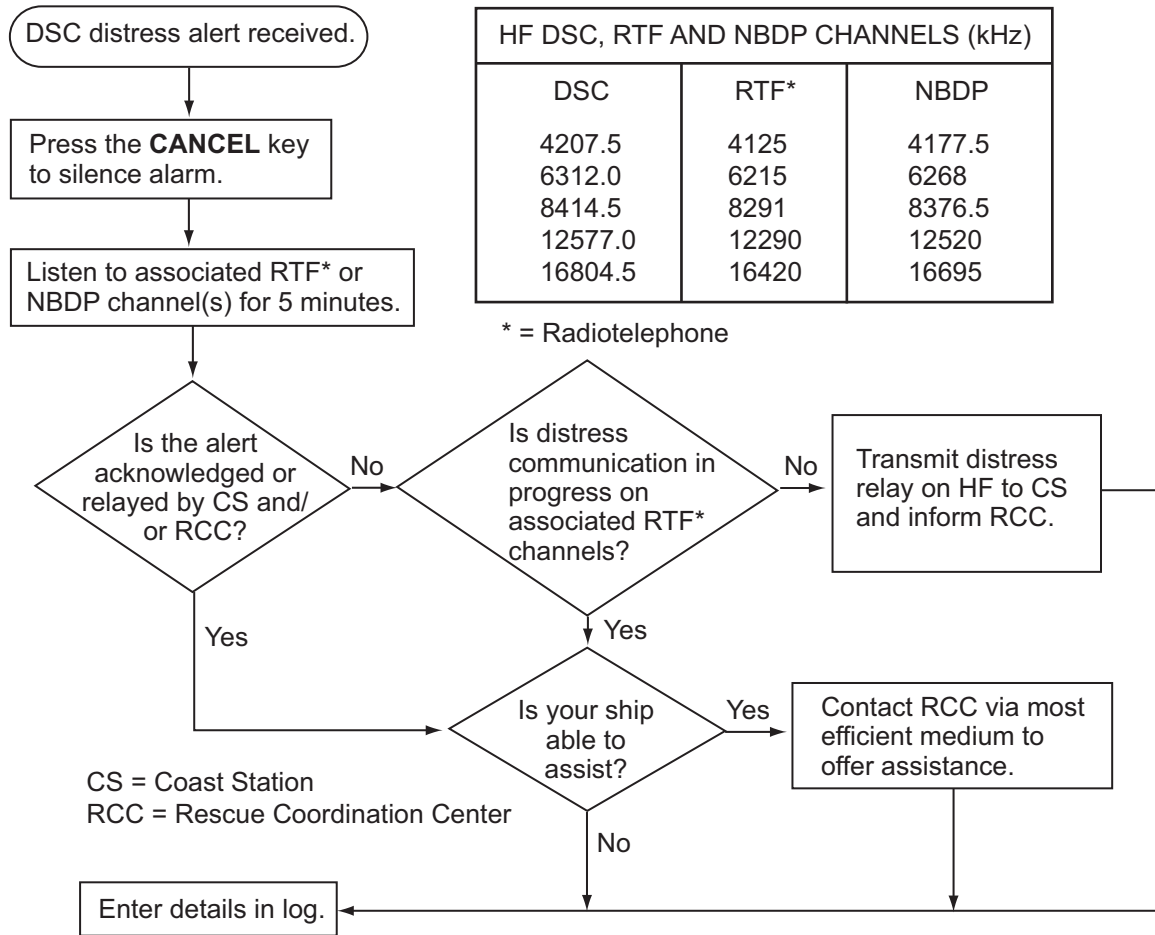 DSC distress alert received.
Press the CANCEL key
to silence alarm.
Listen to associated RTF* or
NBDP channel(s) for 5 minutes.
HF DSC, RTF AND NBDP CHANNELS (kHz)
DSC RTF* NBDP
4207.5 4125 4177.5
6312.0 6215 6268
8414.5 8291 8376.5
12577.0 12290 12520
16804.5 16420 16695
* = Radiotelephone
Is the alert
acknowledged or
relayed by CS and/
or RCC?
No
Yes
Is distress
communication in
progress on
associated RTF*
channels?
No
Yes
Transmit distress
relay on HF to CS
and inform RCC.
Is your ship
able to
assist?
Yes
No
Contact RCC via most
efficient medium to
offer assistance.
CS = Coast Station
RCC = Rescue Coordination Center
Enter details in log.